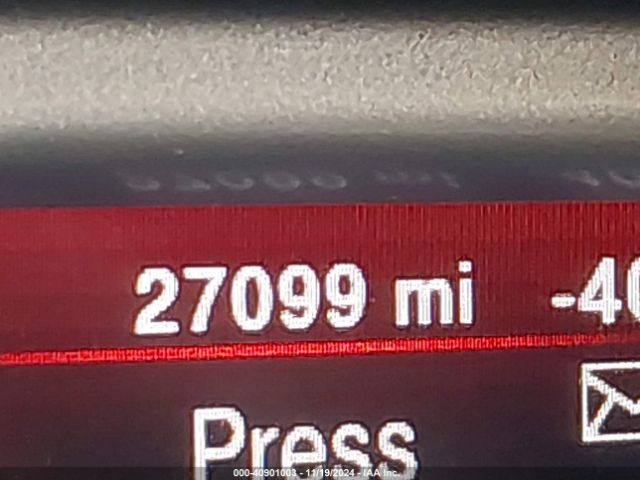 27099 mi -40
Press
000-40901003 - 11/19/2024 - IAA Inc.